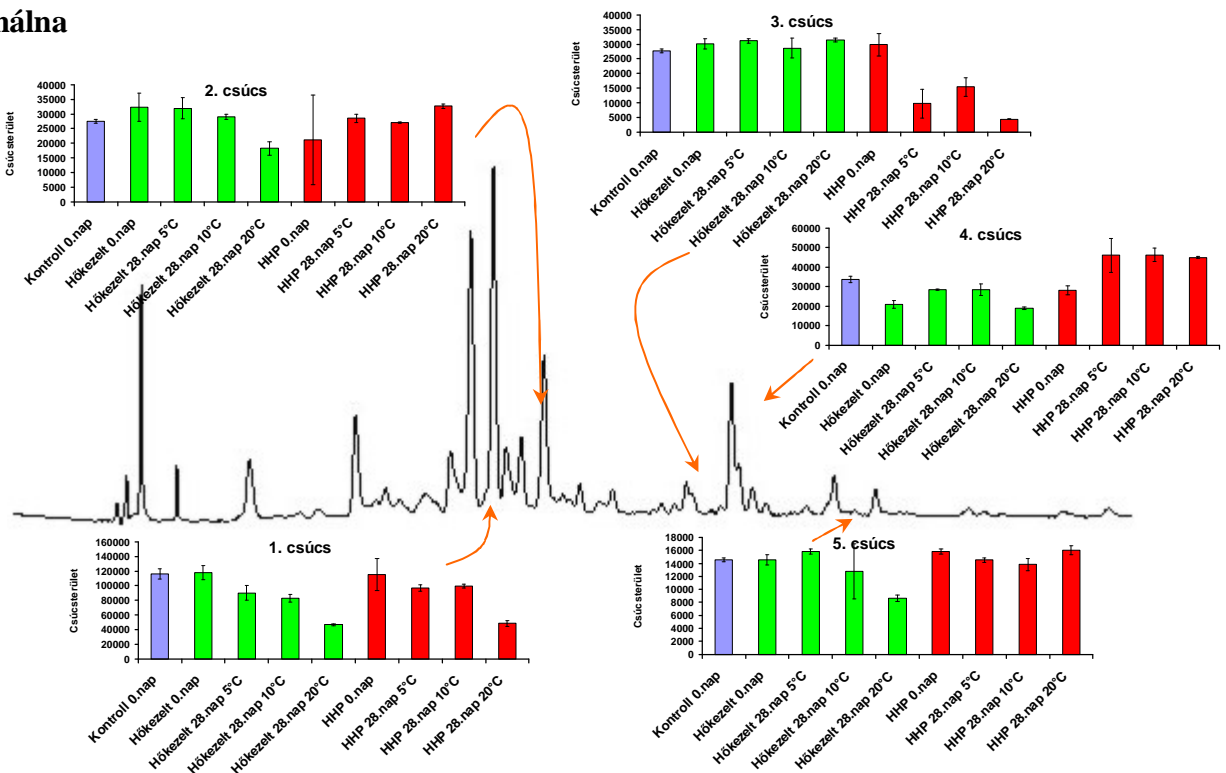 málna
2. csúcs
Csúcsterület
40000
35000
30000
25000
20000
15000
10000
5000
0
Kontroll 0.nap
Hőkezelt 0.nap
Hőkezelt 28.nap 5°C
Hőkezelt 28.nap 10°C
Hőkezelt 28.nap 20°C
HHP 0.nap
HHP 28.nap 5°C
HHP 28.nap 10°C
HHP 28.nap 20°C
3. csúcs
Csúcsterület
40000
35000
30000
25000
20000
15000
10000
5000
0
Kontroll 0.nap
Hőkezelt 0.nap
Hőkezelt 28.nap 5°C
Hőkezelt 28.nap 10°C
Hőkezelt 28.nap 20°C
HHP 0.nap
HHP 28.nap 5°C
HHP 28.nap 10°C
HHP 28.nap 20°C
4. csúcs
Csúcsterület
60000
50000
40000
30000
20000
10000
0
Kontroll 0.nap
Hőkezelt 0.nap
Hőkezelt 28.nap 5°C
Hőkezelt 28.nap 10°C
Hőkezelt 28.nap 20°C
HHP 0.nap
HHP 28.nap 5°C
HHP 28.nap 10°C
HHP 28.nap 20°C
1. csúcs
Csúcsterület
160000
140000
120000
100000
80000
60000
40000
20000
0
Kontroll 0.nap
Hőkezelt 0.nap
Hőkezelt 28.nap 5°C
Hőkezelt 28.nap 10°C
Hőkezelt 28.nap 20°C
HHP 0.nap
HHP 28.nap 5°C
HHP 28.nap 10°C
HHP 28.nap 20°C
5. csúcs
Csúcsterület
18000
16000
14000
12000
10000
8000
6000
4000
2000
0
Kontroll 0.nap
Hőkezelt 0.nap
Hőkezelt 28.nap 5°C
Hőkezelt 28.nap 10°C
Hőkezelt 28.nap 20°C
HHP 0.nap
HHP 28.nap 5°C
HHP 28.nap 10°C
HHP 28.nap 20°C